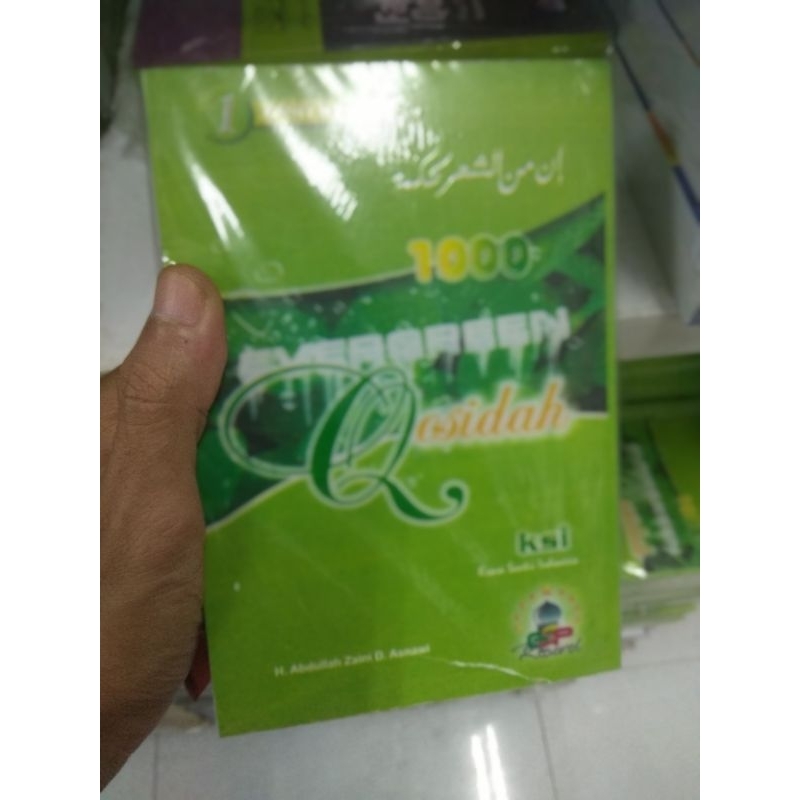 1
إن من الشعر لحكمة
1000
EVERGREEN
Qosidah
ksi
H. Abdullah Zaini D. Asnawi